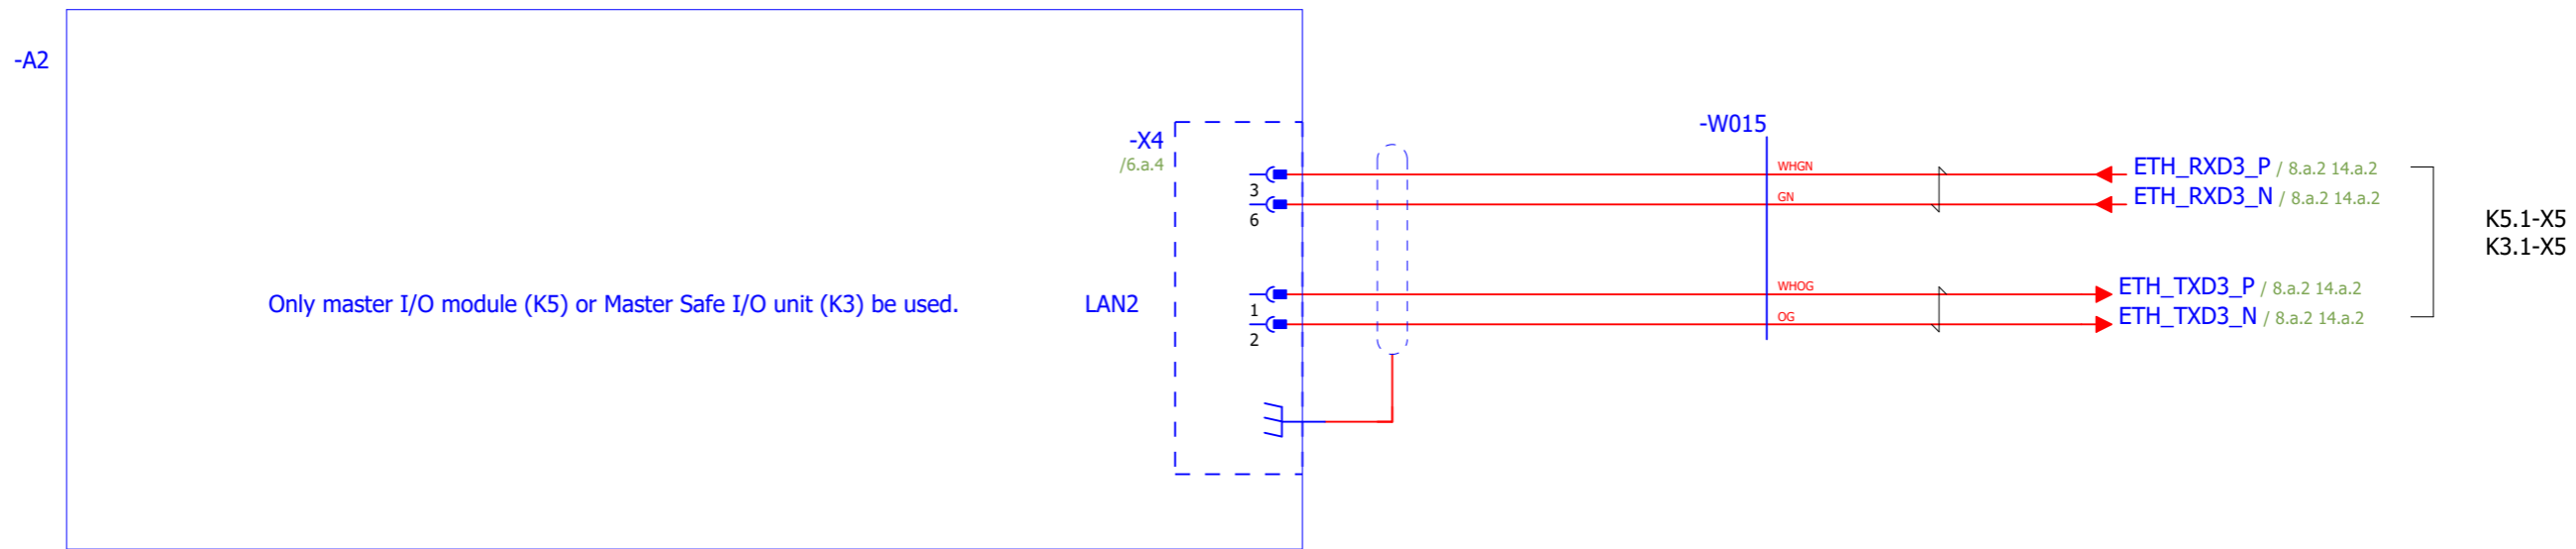 -A2
-X4
/6.a.4
LAN2
Only master I/O module (K5) or Master Safe I/O unit (K3) be used.
3
6
1
2
-W015
WHGN
GN
WHOG
OG
ETH_RXD3_P / 8.a.2 14.a.2
ETH_RXD3_N / 8.a.2 14.a.2
ETH_TXD3_P / 8.a.2 14.a.2
ETH_TXD3_N / 8.a.2 14.a.2
K5.1-X5
K3.1-X5